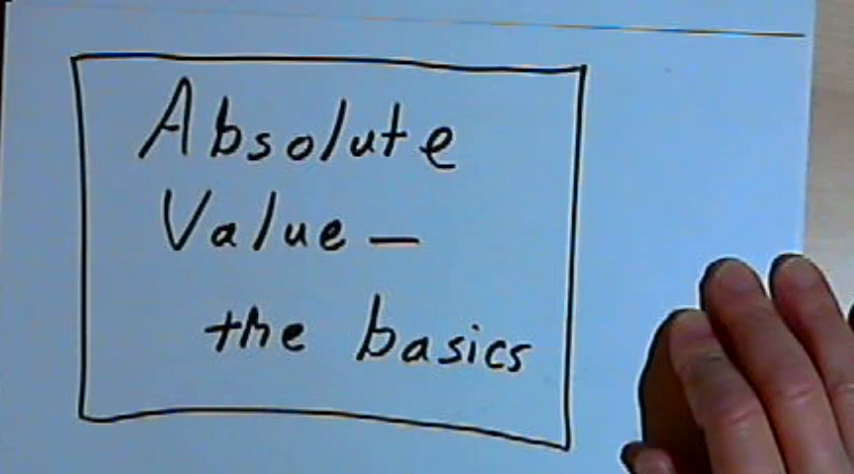 Absolute
Value —
the basics